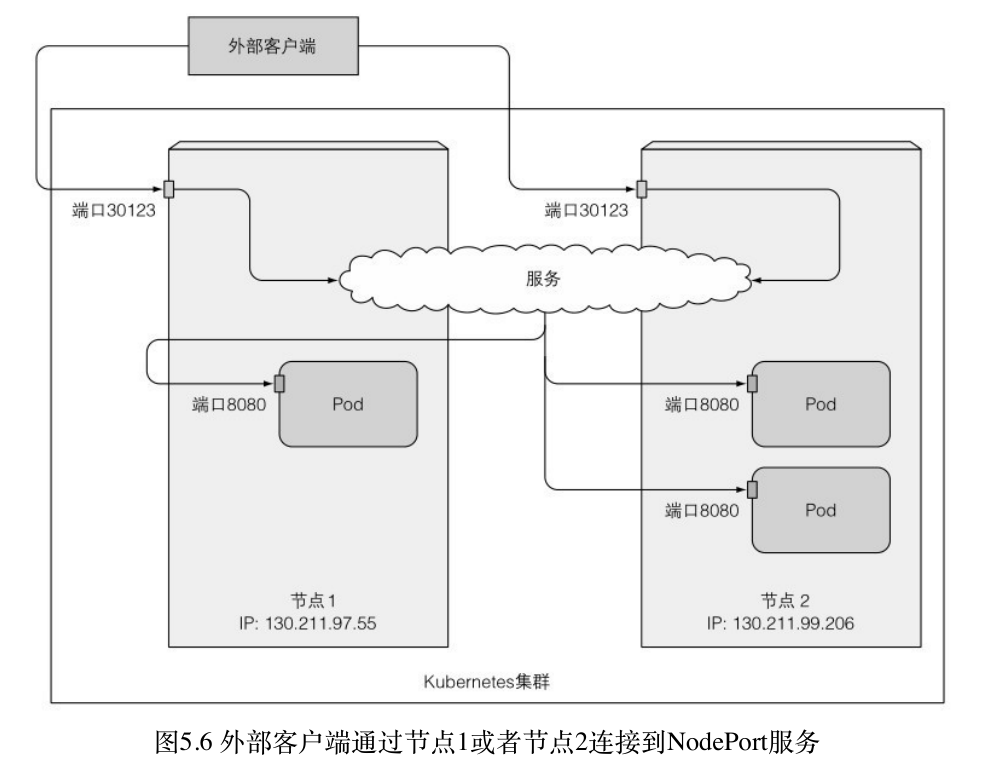 外部客户端
端口30123
端口30123
服务
端口8080
Pod
端口8080
Pod
端口8080
Pod
节点 1
IP: 130.211.97.55
节点 2
IP: 130.211.99.206
Kubernetes集群
图5.6 外部客户端通过节点1或者节点2连接到NodePort服务